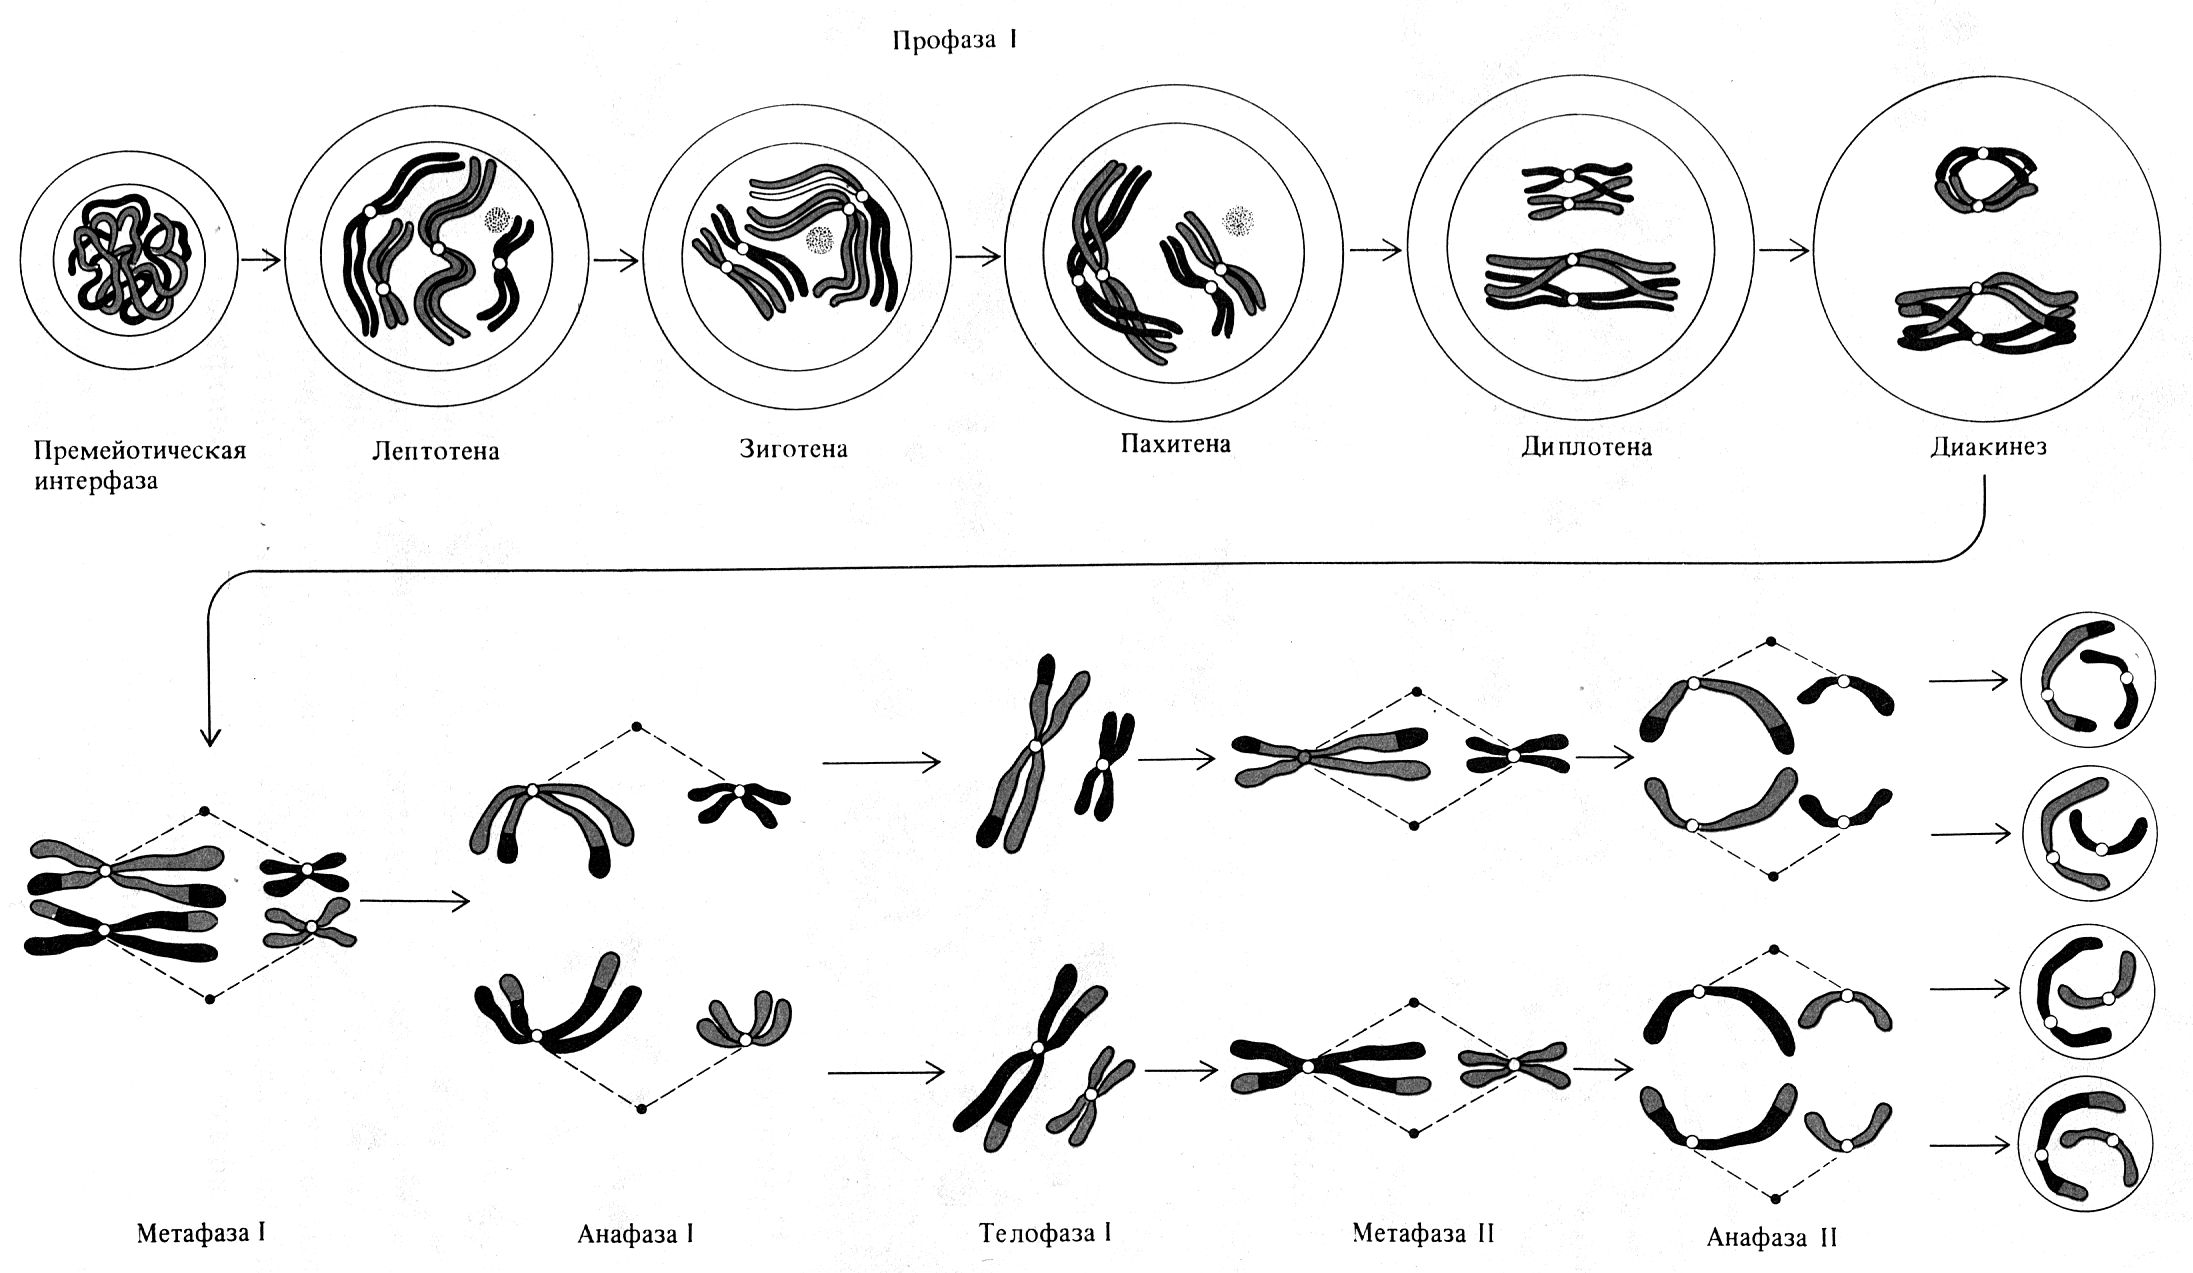 Профаза I
Премейотическая
интерфаза
Лептотена
Зиготена
Пахитена
Диплотена
Диакинез
Метафаза I
Анафаза I
Телофаза I
Метафаза II
Анафаза II